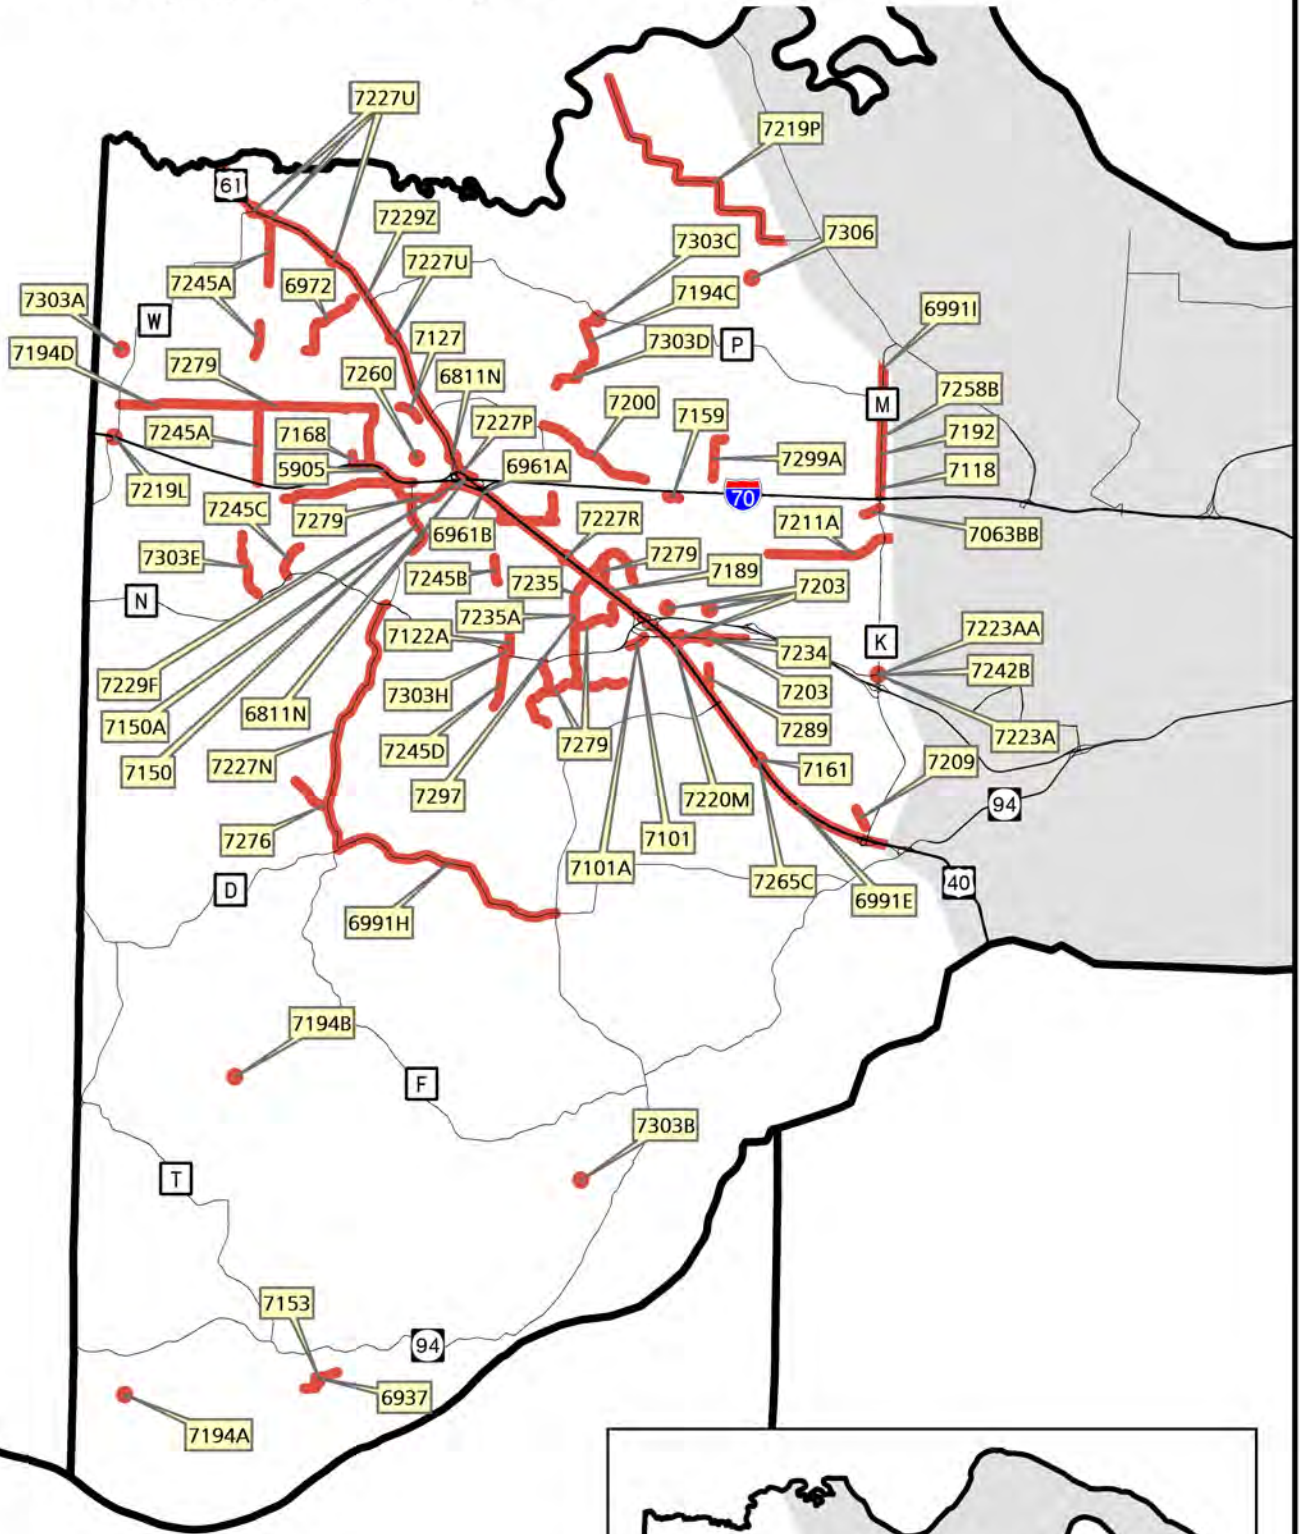 7227U
7219P
61
7229Z
7303C
7306
7227U
7245A
6972
7194C
7303A
W
6991I
7127
7303D
P
7194D
7279
7260
6811N
7258B
M
7200
7159
7245A
7168
7227P
7192
5905
6961A
7299A
7118
7219L
70
7245C
7279
7227R
7211A
6961B
7063BB
7303E
7279
7245B
7235
7189
7203
N
7235A
7122A
7223AA
K
7234
7242B
7229F
7303H
7203
6811N
7150A
7289
7223A
7245D
7279
7150
7227N
7161
7209
7297
7220M
94
7276
7101
7101A
7265C
40
D
6991E
6991H
7194B
F
7303B
T
7153
94
6937
7194A